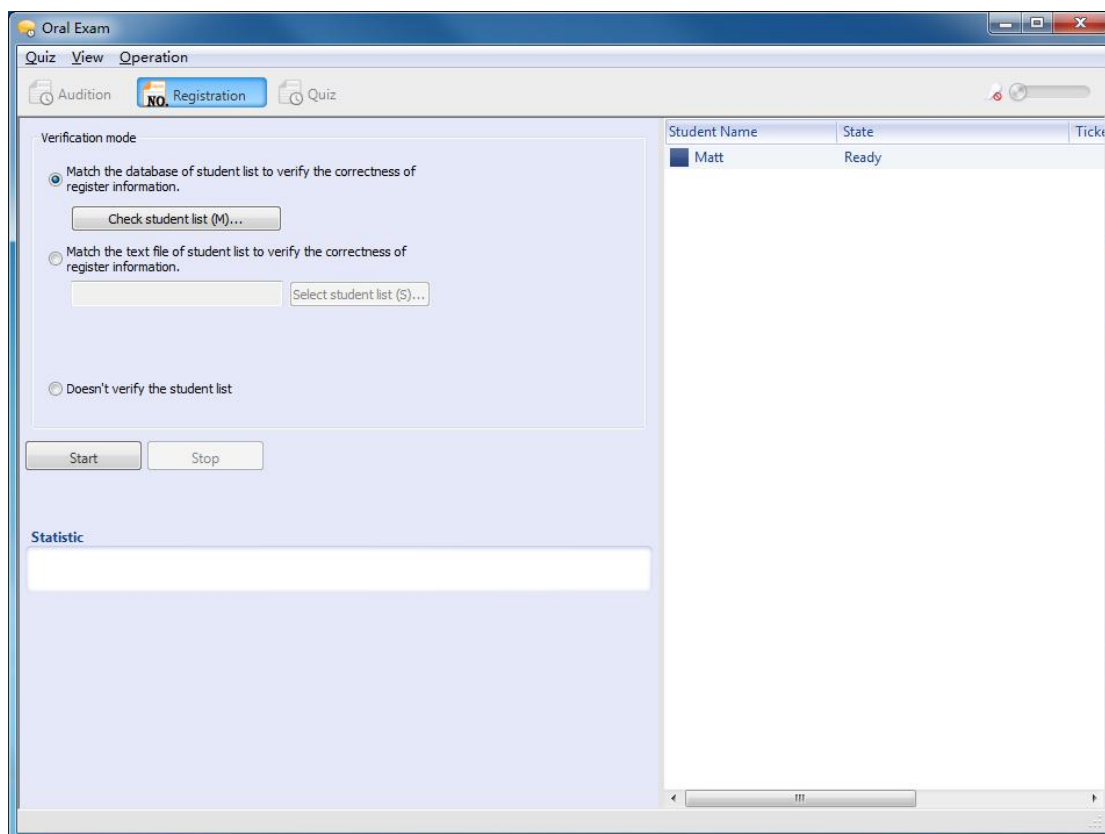 Oral Exam
Quiz View Operation
Audition NO. Registration Quiz
Verification mode
Match the database of student list to verify the correctness of
register information.
Check student list (M)...
Match the text file of student list to verify the correctness of
register information.
Select student list (S)...
Doesn't verify the student list
Start Stop
Statistic
Student Name State Ticke
Matt Ready